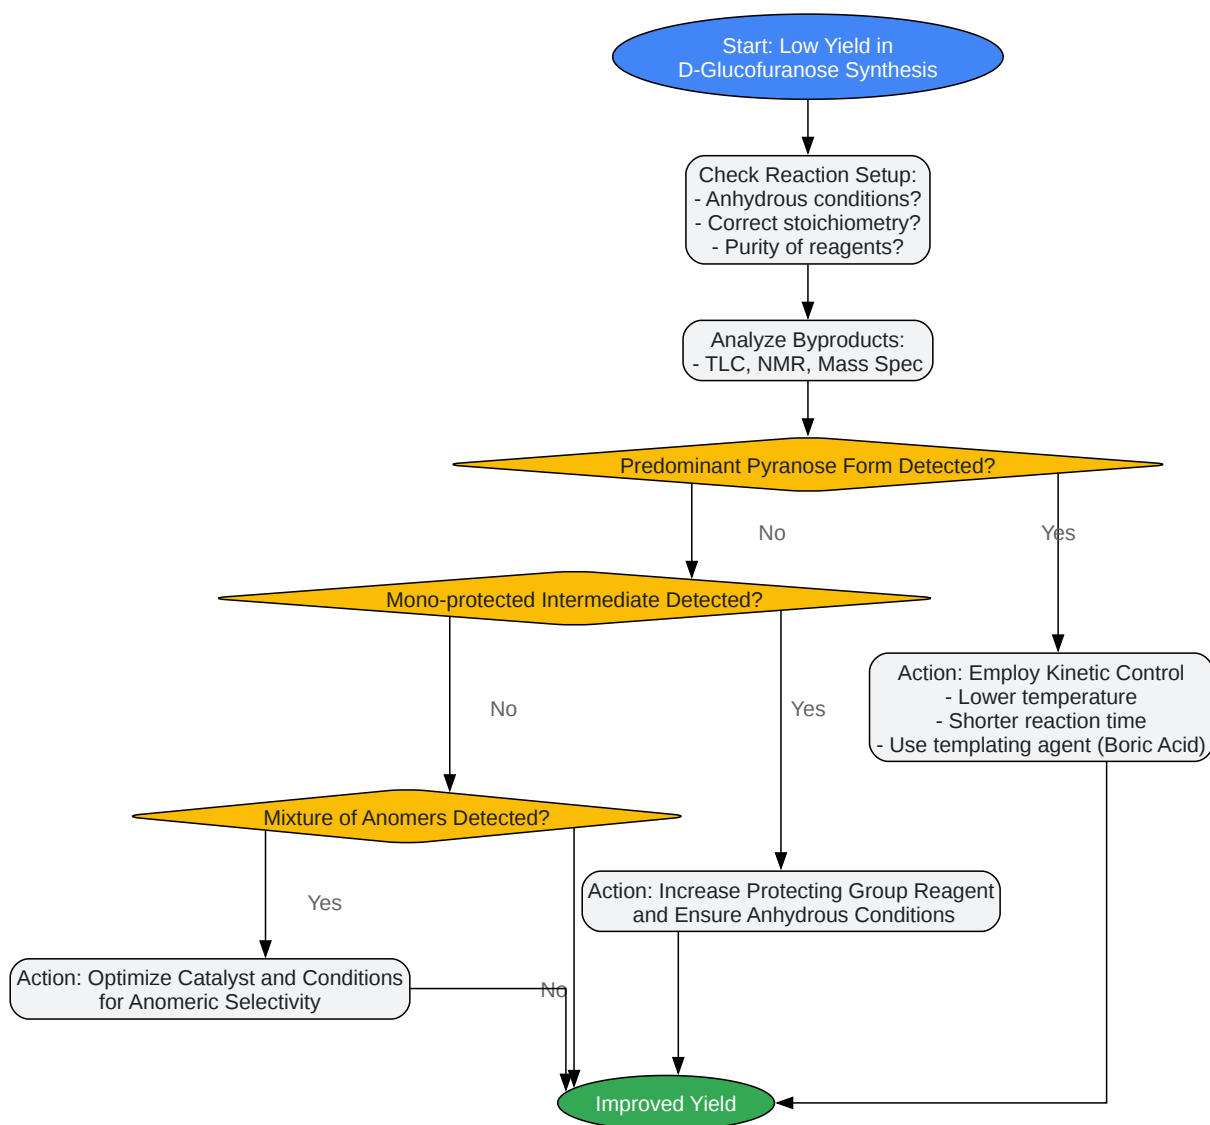 Start: Low Yield in
D-Glucofuranose Synthesis
Check Reaction Setup:
- Anhydrous conditions?
- Correct stoichiometry?
- Purity of reagents?
Analyze Byproducts:
- TLC, NMR, Mass Spec
Predominant Pyranose Form Detected?
No
Yes
Mono-protected Intermediate Detected?
Action: Employ Kinetic Control
- Lower temperature
- Shorter reaction time
- Use templating agent (Boric Acid)
No
Yes
Mixture of Anomers Detected?
Action: Increase Protecting Group Reagent
and Ensure Anhydrous Conditions
Yes
Action: Optimize Catalyst and Conditions
for Anomeric Selectivity
No
Improved Yield